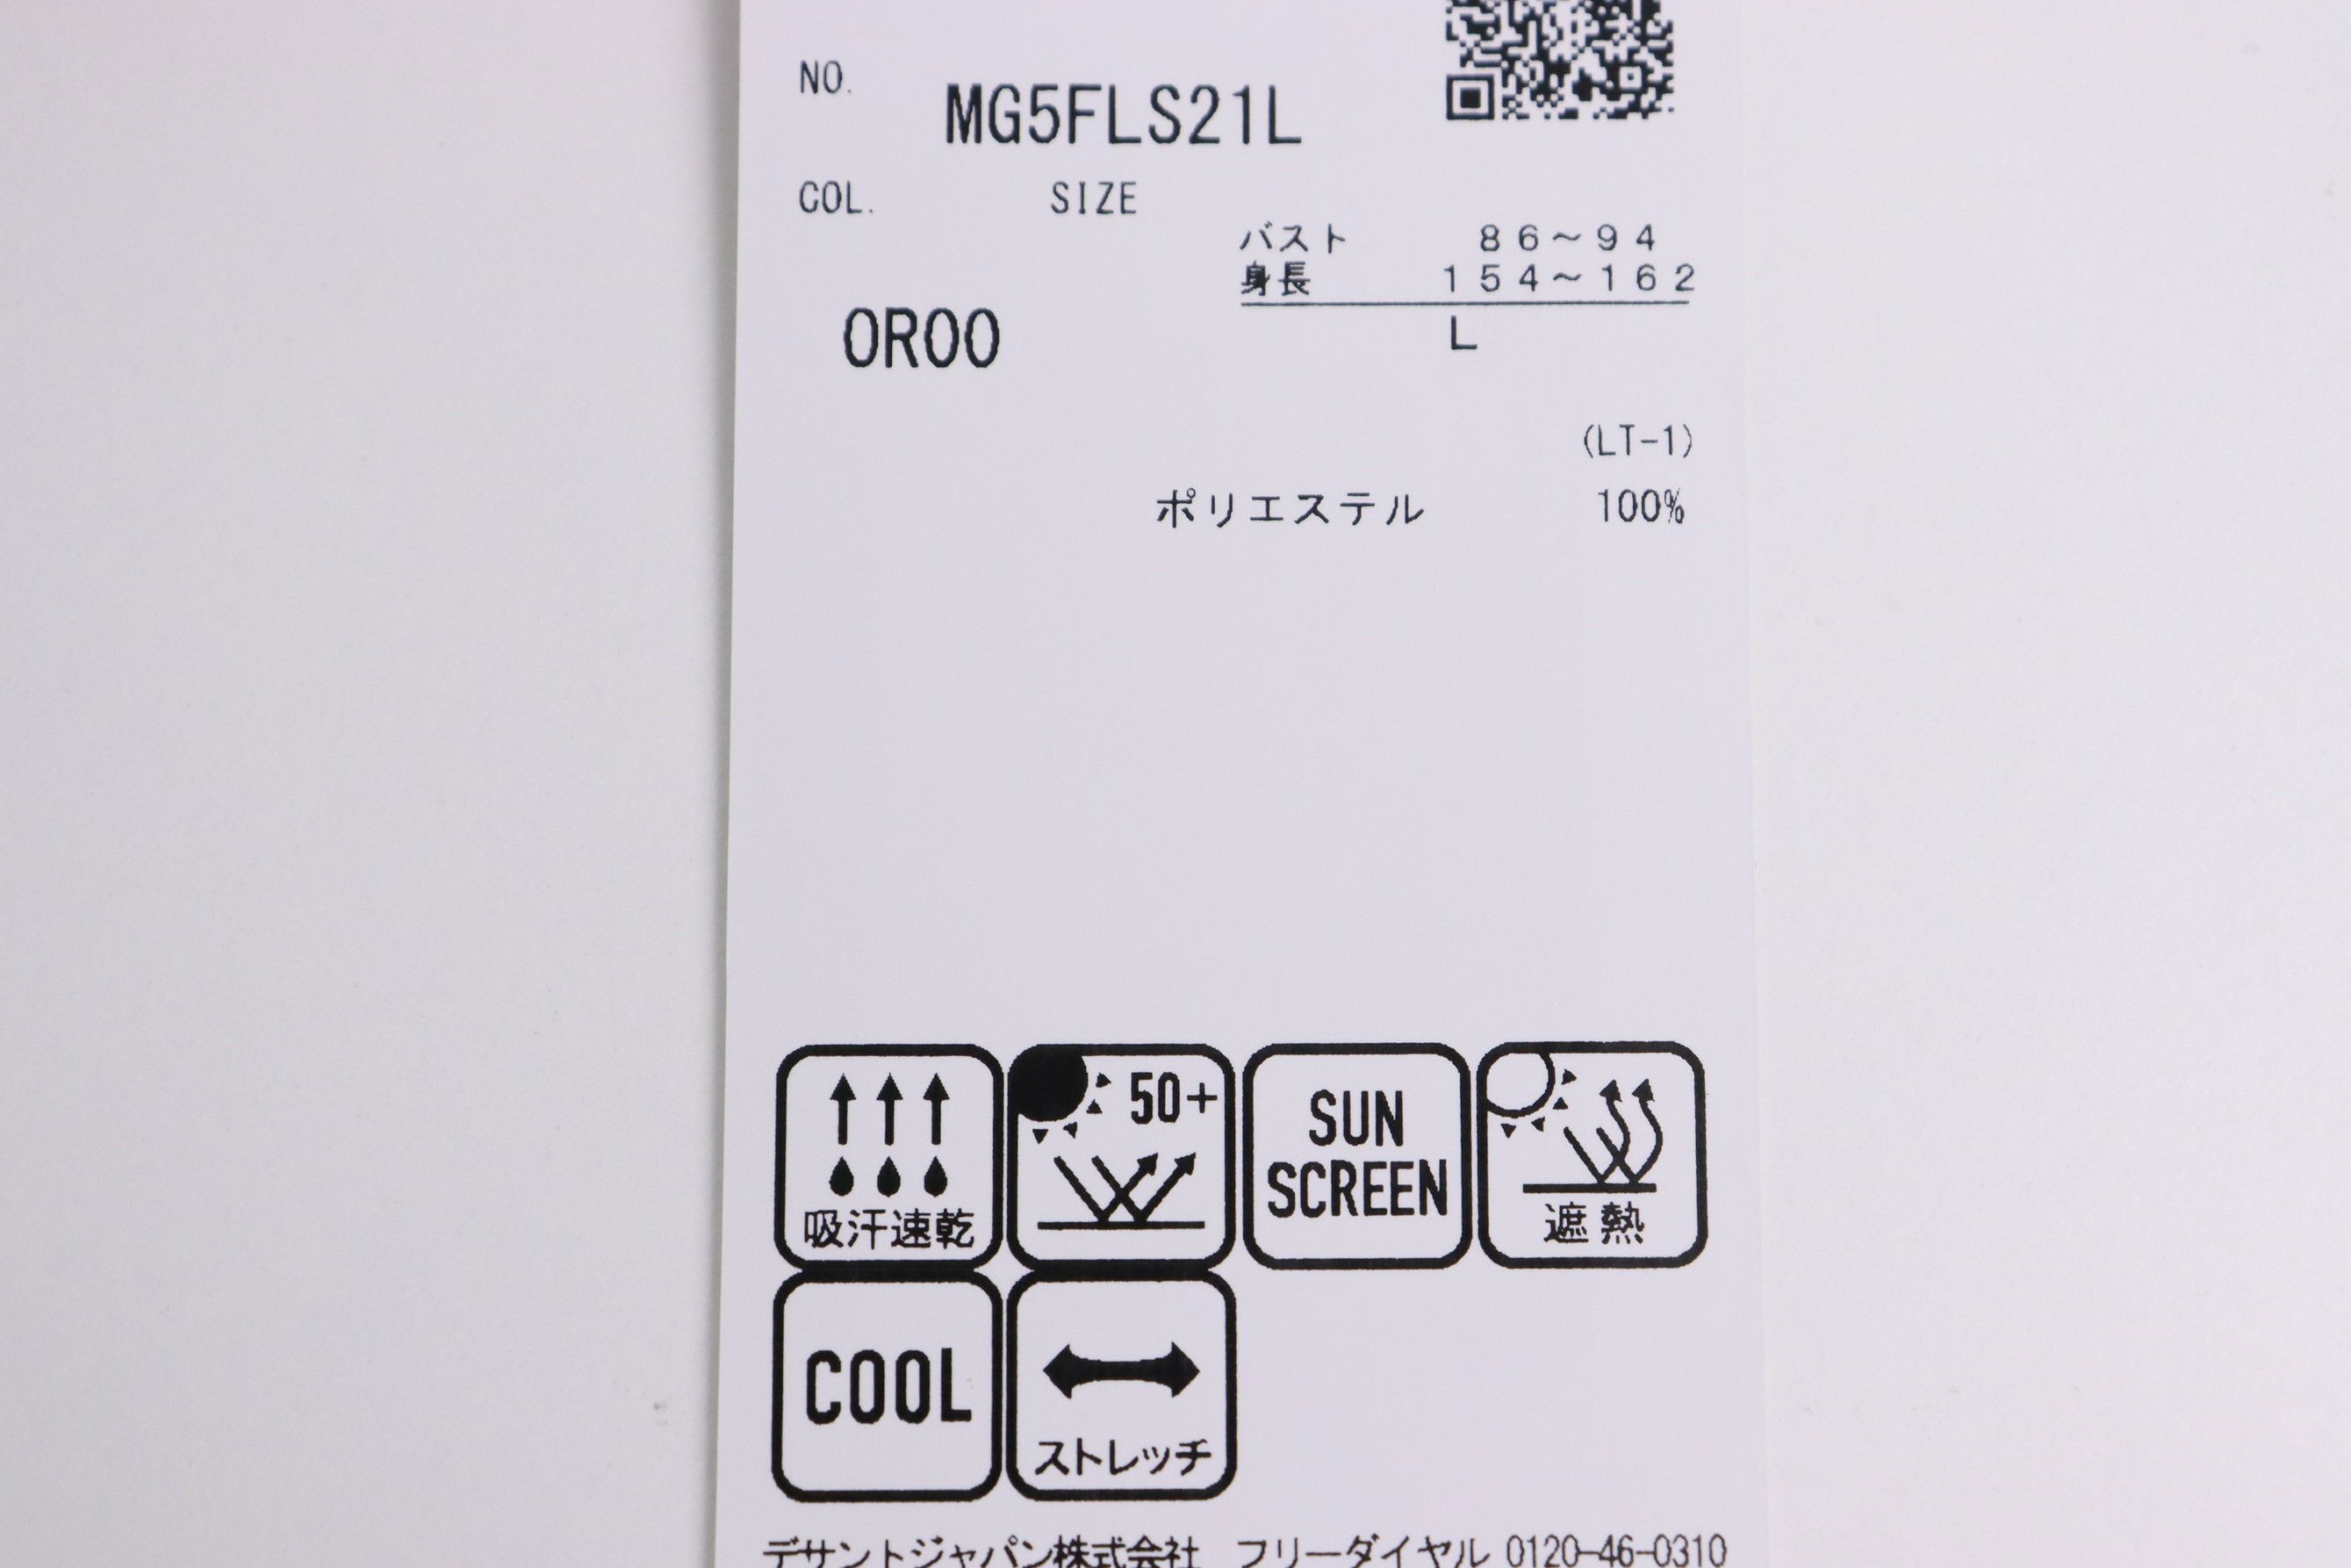 NO.
MG5FLS21L
COL. SIZE
バスト 86～94
身長 154～162
OR00 L
(LT-1)
ポリエステル 100%
吸汗速乾
50+
SUN
SCREEN
遮熱
COOL
ストレッチ
デサントジャパン株式会社 フリーダイヤル 0120-46-0310